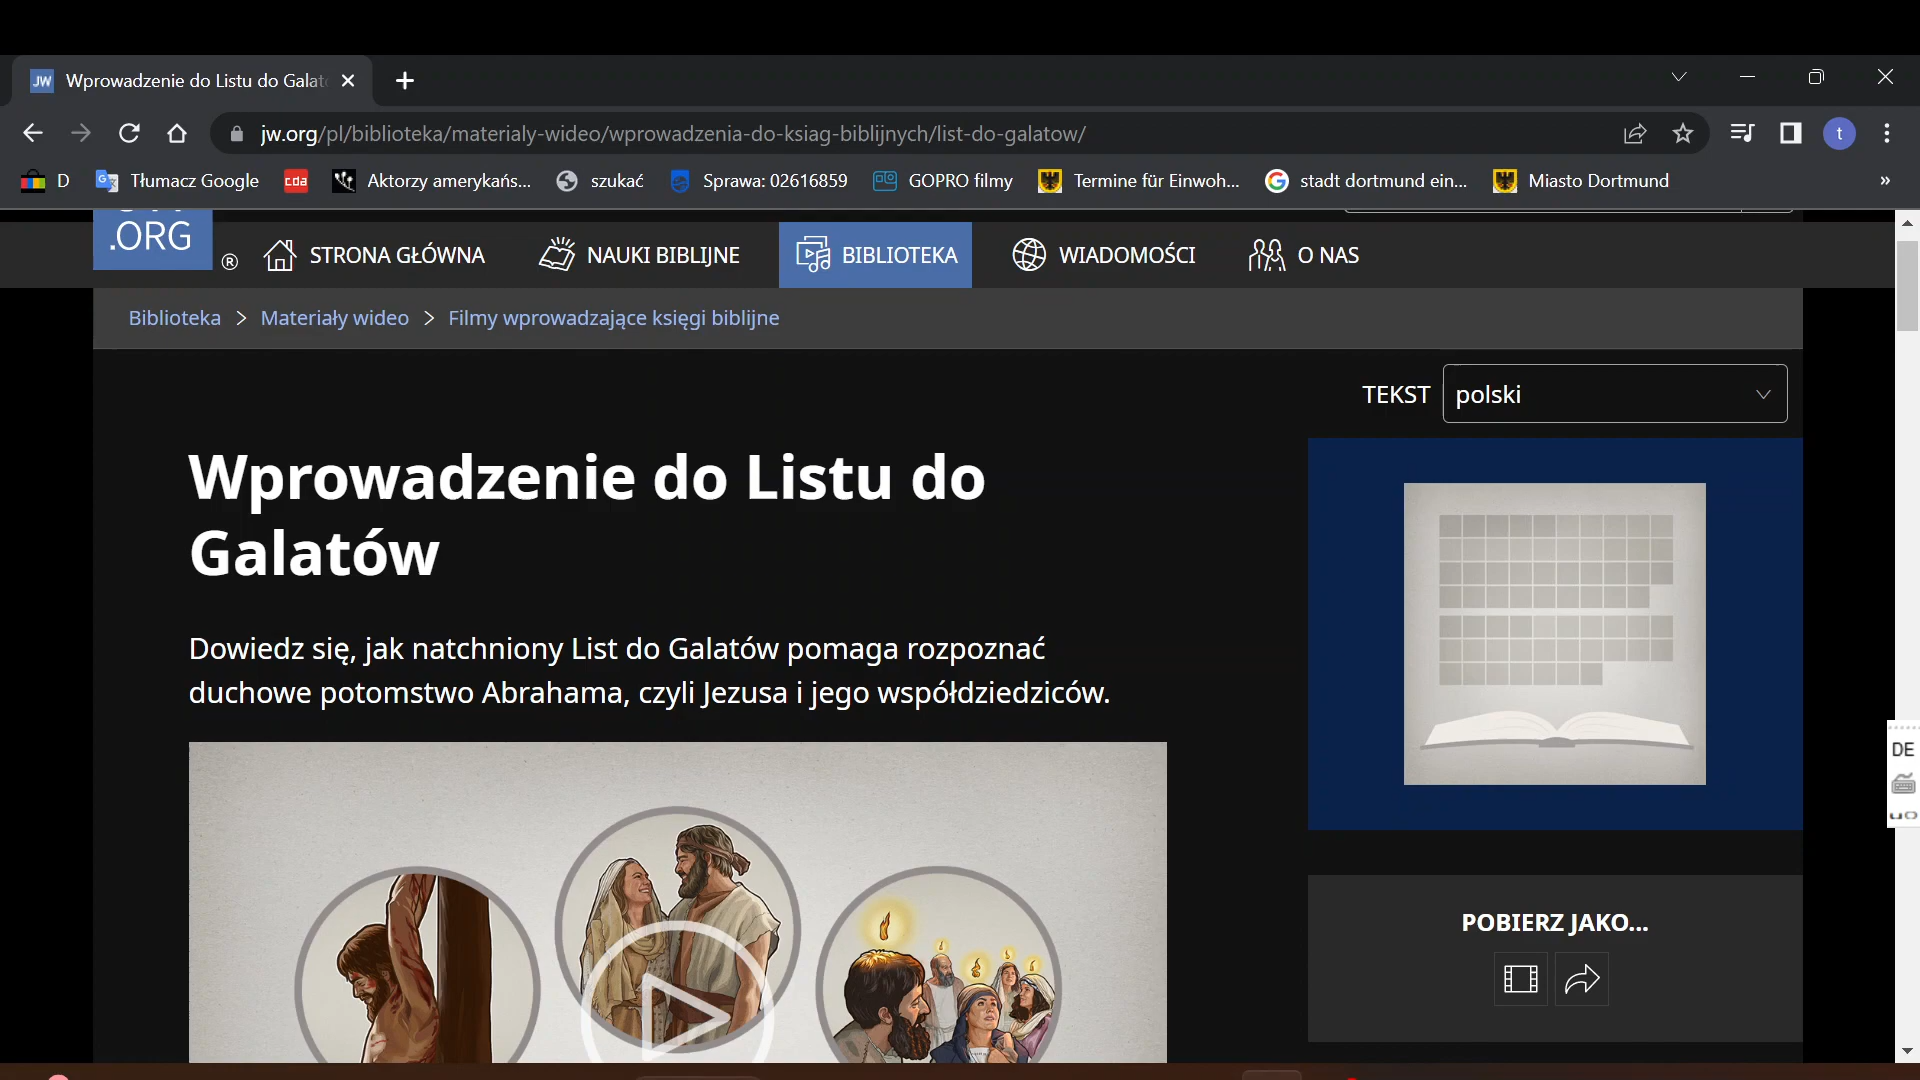 JW Wprowadzenie do Listu do Galat
jw.org/pl/biblioteka/materialy-wideo/wprowadzenia-do-ksiag-biblijnych/list-do-galatow/
t
D Tłumacz Google cda Aktorzy amerykańs... szukać Sprawa: 02616859 GOPRO filmy Termine für Einwoh... stadt dortmund ein... Miasto Dortmund »
.ORG ® STRONA GŁÓWNA NAUKI BIBLIJNE BIBLIOTEKA WIADOMOŚCI O NAS
Biblioteka > Materiały wideo > Filmy wprowadzające księgi biblijne
TEKST polski
Wprowadzenie do Listu do
Galatów
Dowiedz się, jak natchniony List do Galatów pomaga rozpoznać
duchowe potomstwo Abrahama, czyli Jezusa i jego współdziedziców.
DE
POBIERZ JAKO...